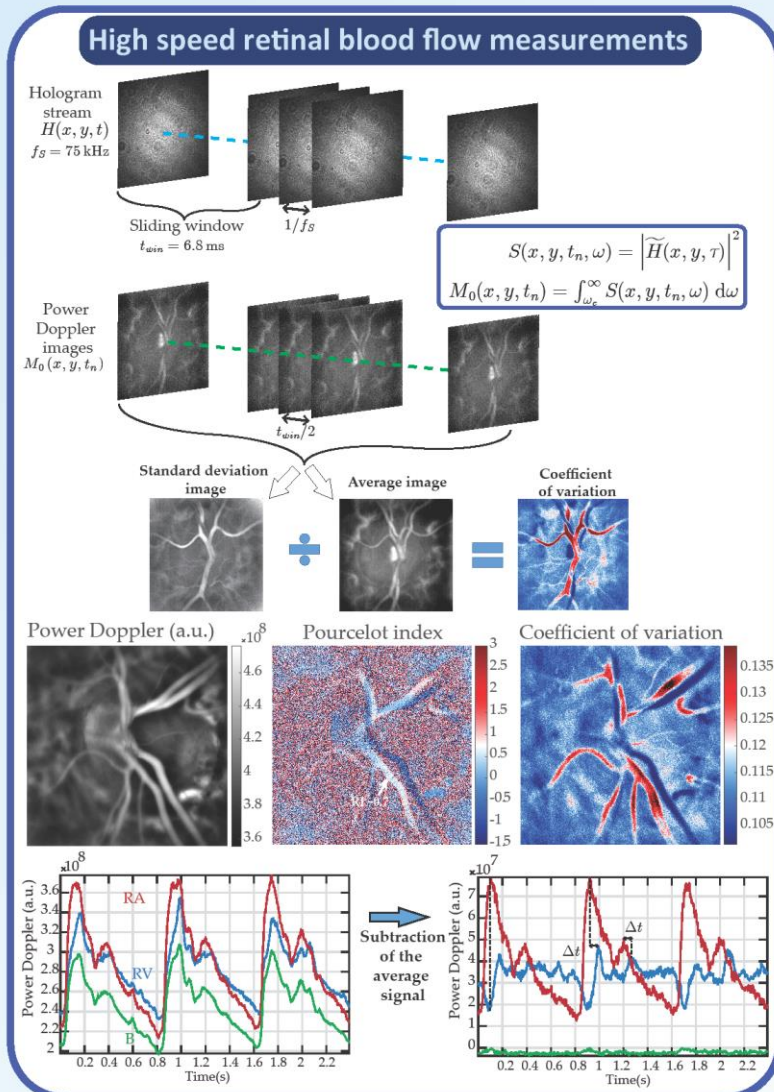 High speed retinal blood flow measurements
Hologram
stream
H(x, y, t)
f_S = 75 kHz
Sliding window
t_win = 6.8 ms
1/f_S
S(x, y, t_n, ω) = |H̃(x, y, τ)|²
M₀(x, y, t_n) = ∫_{ω_c}^∞ S(x, y, t_n, ω) dω
Power
Doppler
images
M₀(x, y, t_n)
t_win/2
Standard deviation
image
Average image
Coefficient
of variation
Power Doppler (a.u.)
×10⁸
4.6
4.4
4.2
4
3.8
3.6
Pourcelot index
3
2.5
2
1.5
1
0.5
0
-0.5
-1
-15
Coefficient of variation
0.135
0.13
0.125
0.12
0.115
0.11
0.105
×10⁸
Power Doppler (a.u.)
3.8
3.6
3.4
3.2
3
2.8
2.6
2.4
2.2
2
RA
RV
B
0.2 0.6 1 1.4 1.8 2.2
0.4 0.8 1.2 1.6 2
Time(s)
Subtraction
of the
average
signal
×10⁷
Power Doppler (a.u.)
8
7
6
5
4
3
2
1
0
Δt
Δt
0.2 0.6 1 1.4 1.8 2.2
0.4 0.8 1.2 1.6 2
Time(s)